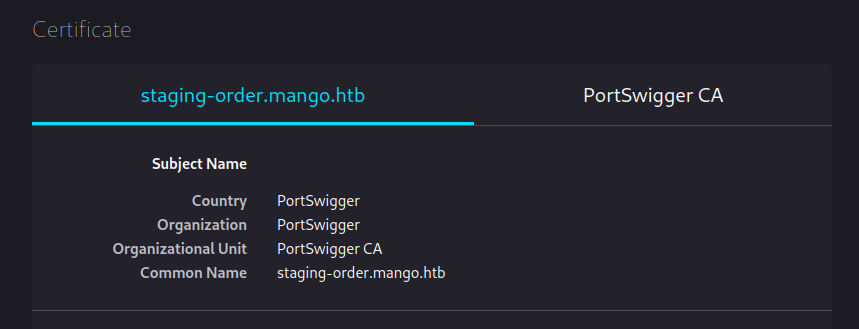 Certificate
staging-order.mango.htb PortSwigger CA
Subject Name
Country PortSwigger
Organization PortSwigger
Organizational Unit PortSwigger CA
Common Name staging-order.mango.htb